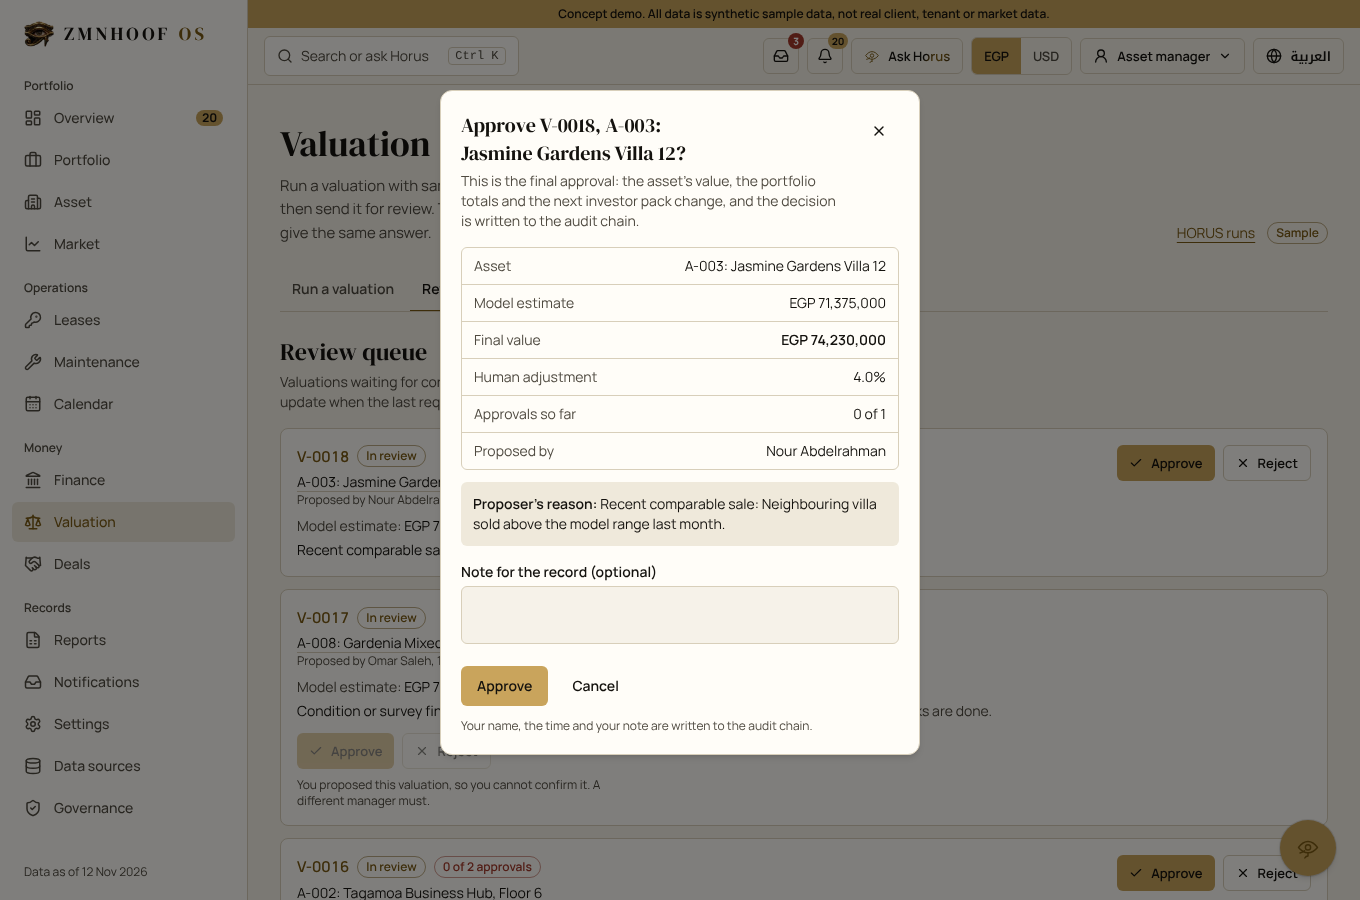 Concept demo. All data is synthetic sample data, not real client, tenant or market data.
ZMNHOOF OS
Search or ask Horus
Ctrl K
3
20
Ask Horus
EGP
USD
Asset manager
العربية
Portfolio
Overview
20
Portfolio
Asset
Market
Operations
Leases
Maintenance
Calendar
Money
Finance
Valuation
Deals
Records
Reports
Notifications
Settings
Data sources
Governance
Data as of 12 Nov 2026
Valuation
Run a valuation with
then send it for review.
give the same answer.
HORUS runs
Sample
Run a valuation
Review queue
Valuations waiting for
update when the last
V-0018
In review
A-003: Jasmine
Proposed by Nour
Model estimate: EGP
Recent comparable
Approve
Reject
V-0017
In review
A-008: Gardenia
Proposed by Omar Saleh,
Model estimate: EGP
Condition or survey
are done.
Approve
You proposed this valuation, so you cannot confirm it. A
different manager must.
V-0016
In review
0 of 2 approvals
A-002: Tagamoa Business Hub, Floor 6
Approve
Reject
Approve V-0018, A-003:
Jasmine Gardens Villa 12?
This is the final approval: the asset's value, the portfolio
totals and the next investor pack change, and the decision
is written to the audit chain.
Asset
A-003: Jasmine Gardens Villa 12
Model estimate
EGP 71,375,000
Final value
EGP 74,230,000
Human adjustment
4.0%
Approvals so far
0 of 1
Proposed by
Nour Abdelrahman
Proposer's reason: Recent comparable sale: Neighbouring villa
sold above the model range last month.
Note for the record (optional)
Approve
Cancel
Your name, the time and your note are written to the audit chain.